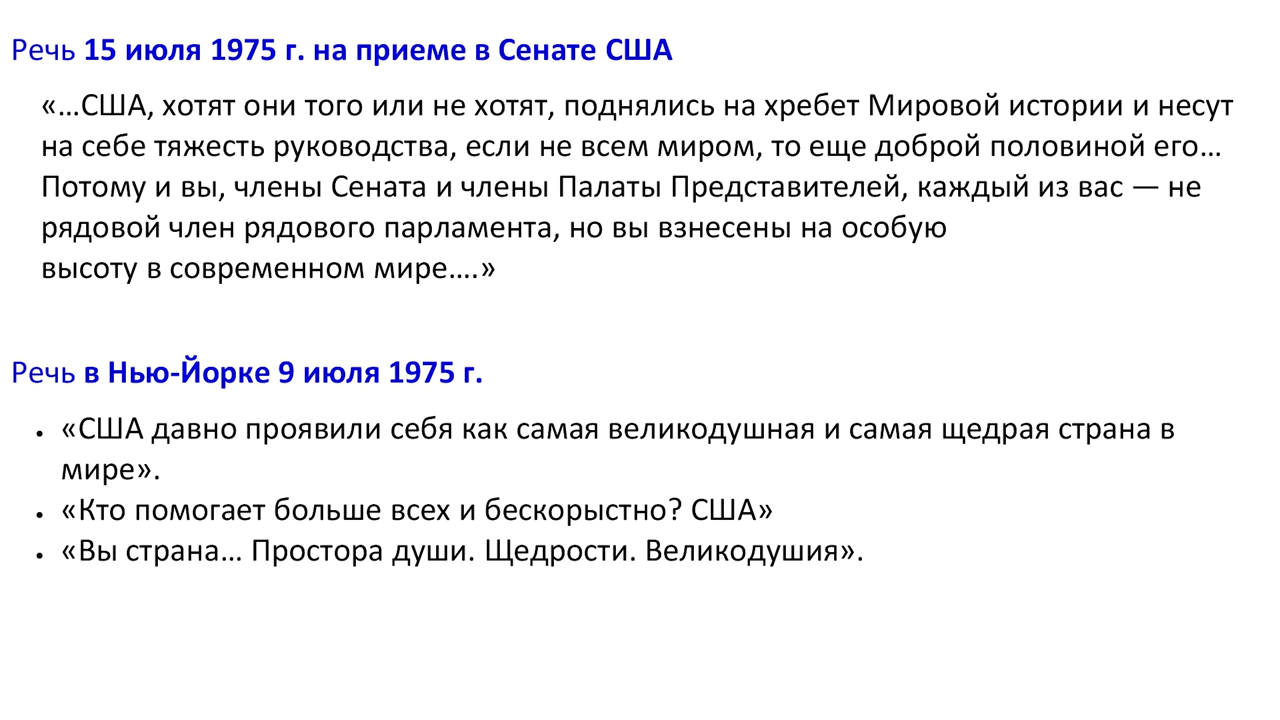 Речь 15 июля 1975 г. на приеме в Сенате США
«…США, хотят они того или не хотят, поднялись на хребет Мировой истории и несут
на себе тяжесть руководства, если не всем миром, то еще доброй половиной его…
Потому и вы, члены Сената и члены Палаты Представителей, каждый из вас — не
рядовой член рядового парламента, но вы взнесены на особую
высоту в современном мире….»
Речь в Нью-Йорке 9 июля 1975 г.
• «США давно проявили себя как самая великодушная и самая щедрая страна в
мире».
• «Кто помогает больше всех и бескорыстно? США»
• «Вы страна… Простора души. Щедрости. Великодушия».